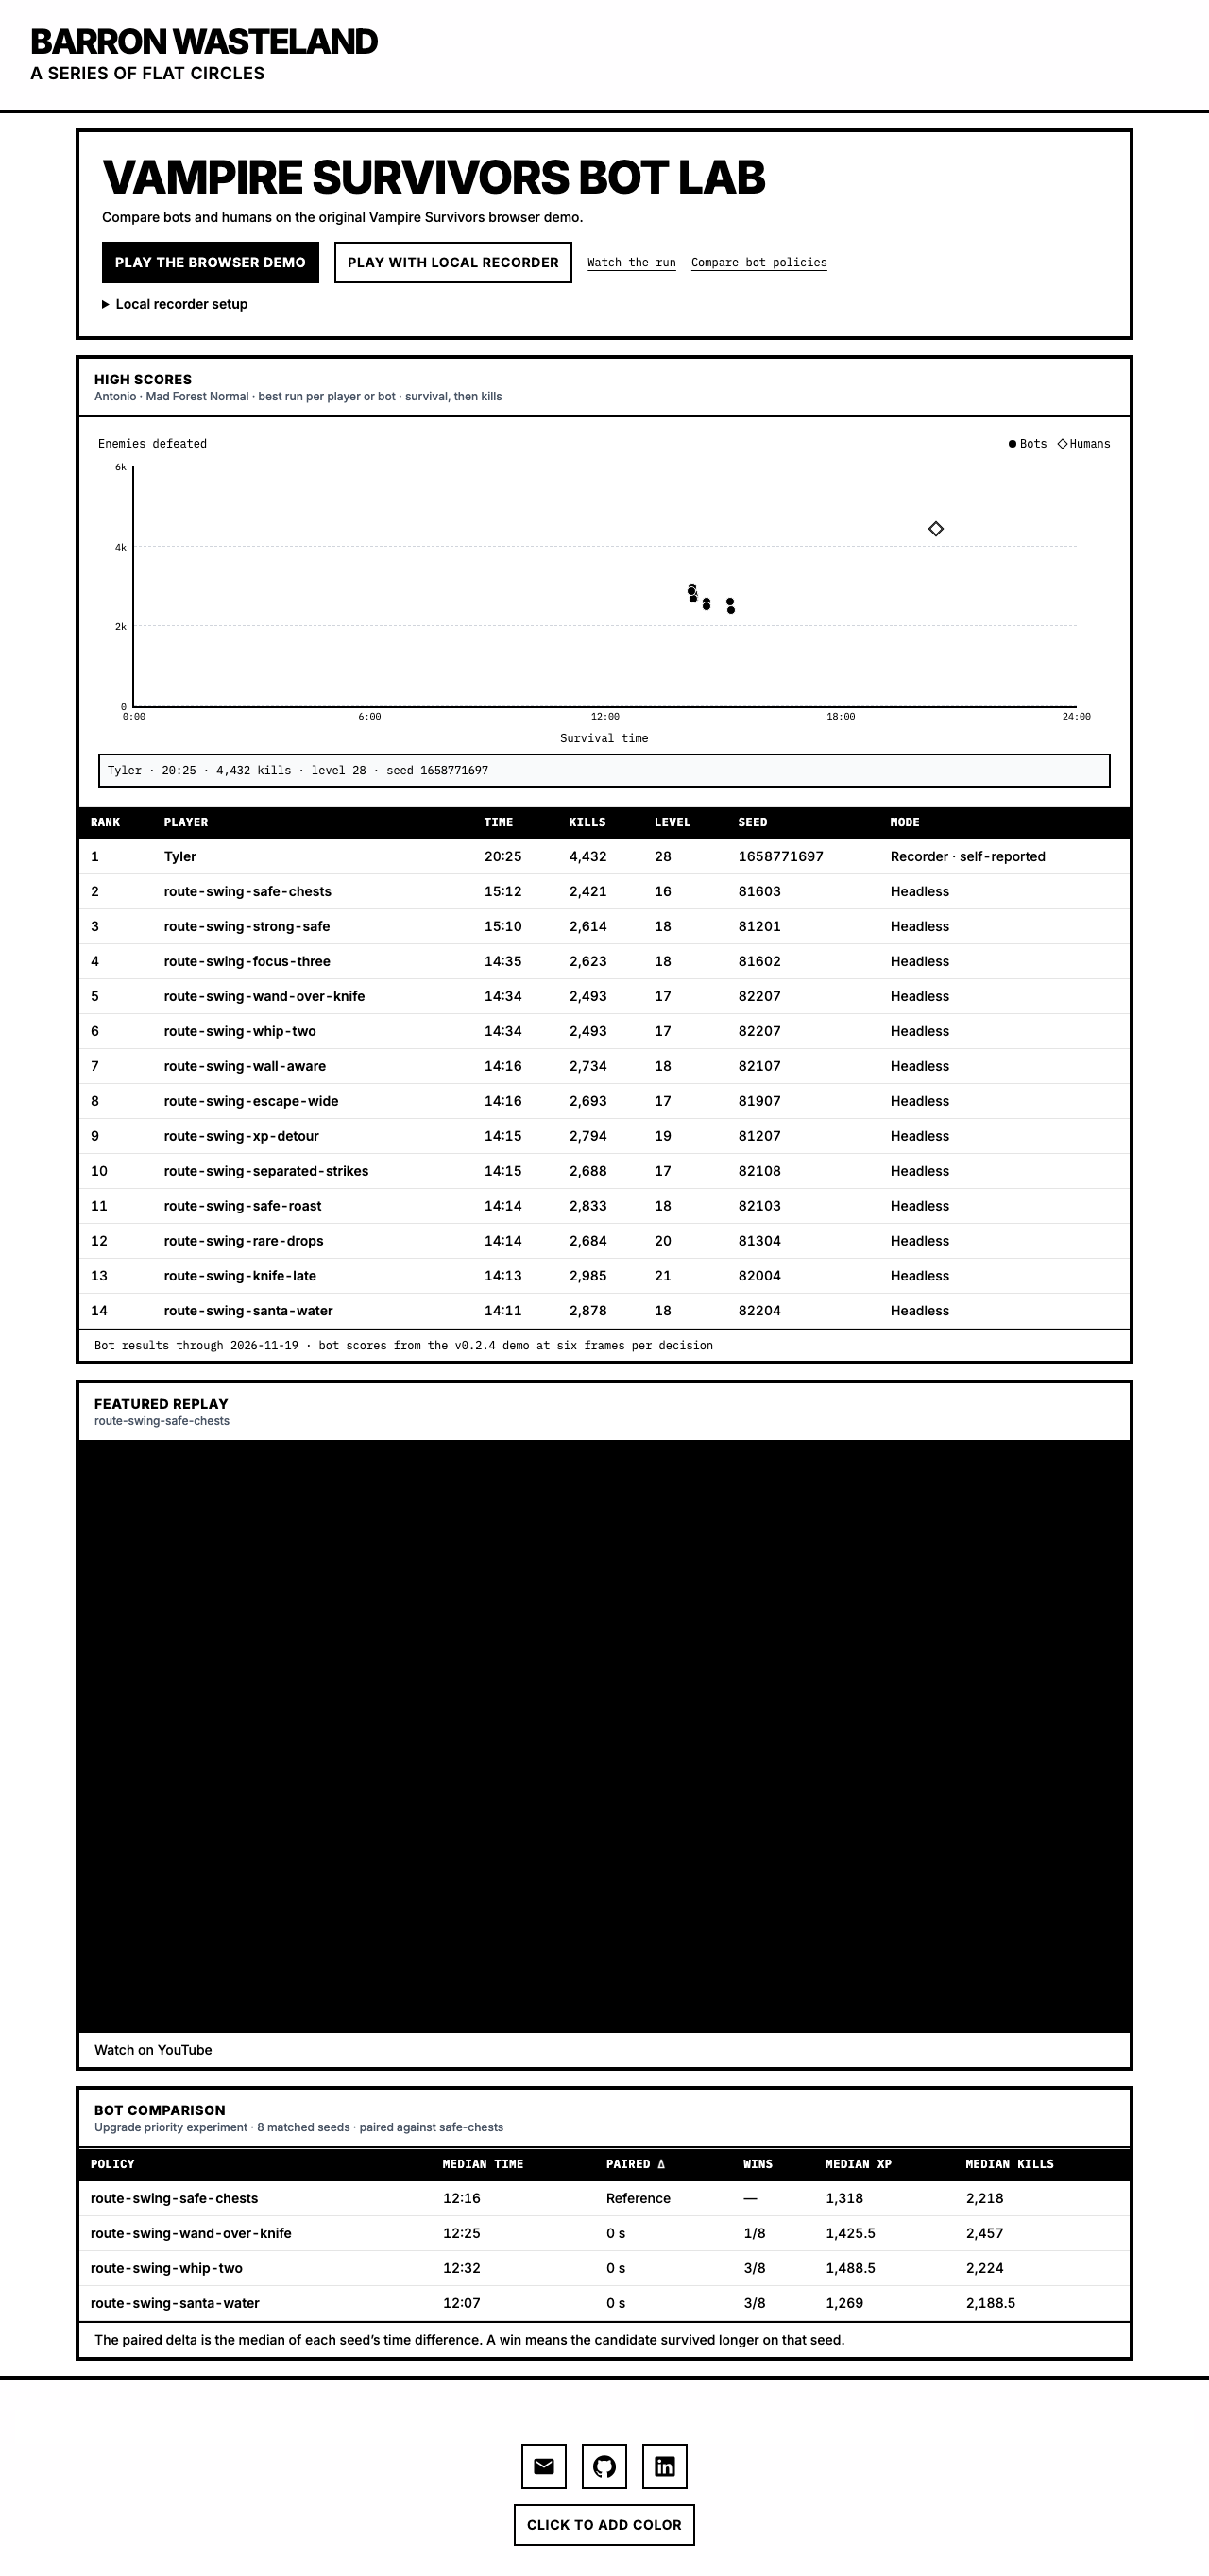 BARRON WASTELAND
A SERIES OF FLAT CIRCLES
VAMPIRE SURVIVORS BOT LAB
Compare bots and humans on the original Vampire Survivors browser demo.
PLAY THE BROWSER DEMO PLAY WITH LOCAL RECORDER Watch the run Compare bot policies
Local recorder setup
HIGH SCORES
Antonio · Mad Forest Normal · best run per player or bot · survival, then kills
Enemies defeated Bots Humans
6k
4k
2k
0
0:00 6:00 12:00 18:00 24:00
Survival time
Tyler · 20:25 · 4,432 kills · level 28 · seed 1658771697
RANK PLAYER TIME KILLS LEVEL SEED MODE
1 Tyler 20:25 4,432 28 1658771697 Recorder · self-reported
2 route-swing-safe-chests 15:12 2,421 16 81603 Headless
3 route-swing-strong-safe 15:10 2,614 18 81201 Headless
4 route-swing-focus-three 14:35 2,623 18 81602 Headless
5 route-swing-wand-over-knife 14:34 2,493 17 82207 Headless
6 route-swing-whip-two 14:34 2,493 17 82207 Headless
7 route-swing-wall-aware 14:16 2,734 18 82107 Headless
8 route-swing-escape-wide 14:16 2,693 17 81907 Headless
9 route-swing-xp-detour 14:15 2,794 19 81207 Headless
10 route-swing-separated-strikes 14:15 2,688 17 82108 Headless
11 route-swing-safe-roast 14:14 2,833 18 82103 Headless
12 route-swing-rare-drops 14:14 2,684 20 81304 Headless
13 route-swing-knife-late 14:13 2,985 21 82004 Headless
14 route-swing-santa-water 14:11 2,878 18 82204 Headless
Bot results through 2026-11-19 · bot scores from the v0.2.4 demo at six frames per decision
FEATURED REPLAY
route-swing-safe-chests
Watch on YouTube
BOT COMPARISON
Upgrade priority experiment · 8 matched seeds · paired against safe-chests
POLICY MEDIAN TIME PAIRED Δ WINS MEDIAN XP MEDIAN KILLS
route-swing-safe-chests 12:16 Reference — 1,318 2,218
route-swing-wand-over-knife 12:25 0 s 1/8 1,425.5 2,457
route-swing-whip-two 12:32 0 s 3/8 1,488.5 2,224
route-swing-santa-water 12:07 0 s 3/8 1,269 2,188.5
The paired delta is the median of each seed’s time difference. A win means the candidate survived longer on that seed.
in
CLICK TO ADD COLOR